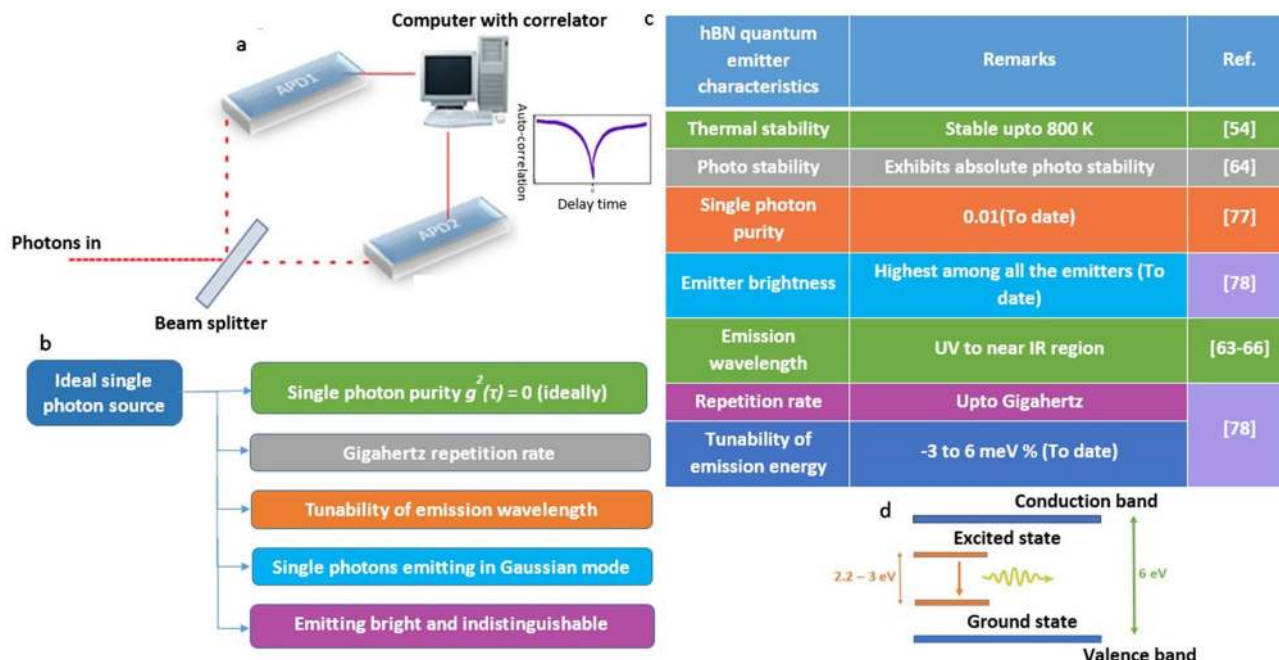 a
Computer with correlator
APD1
Auto-correlation
Delay time
APD2
Photons in
Beam splitter
b
Ideal single
photon source
Single photon purity g²(τ) = 0 (ideally)
Gigahertz repetition rate
Tunability of emission wavelength
Single photons emitting in Gaussian mode
Emitting bright and indistinguishable
c
hBN quantum
emitter
characteristics
Remarks
Ref.
Thermal stability
Stable upto 800 K
[54]
Photo stability
Exhibits absolute photo stability
[64]
Single photon
purity
0.01(To date)
[77]
Emitter brightness
Highest among all the emitters (To
date)
[78]
Emission
wavelength
UV to near IR region
[63-66]
Repetition rate
Upto Gigahertz
[78]
Tunability of
emission energy
-3 to 6 meV % (To date)
d
Conduction band
Excited state
2.2 – 3 eV
6 eV
Ground state
Valence band